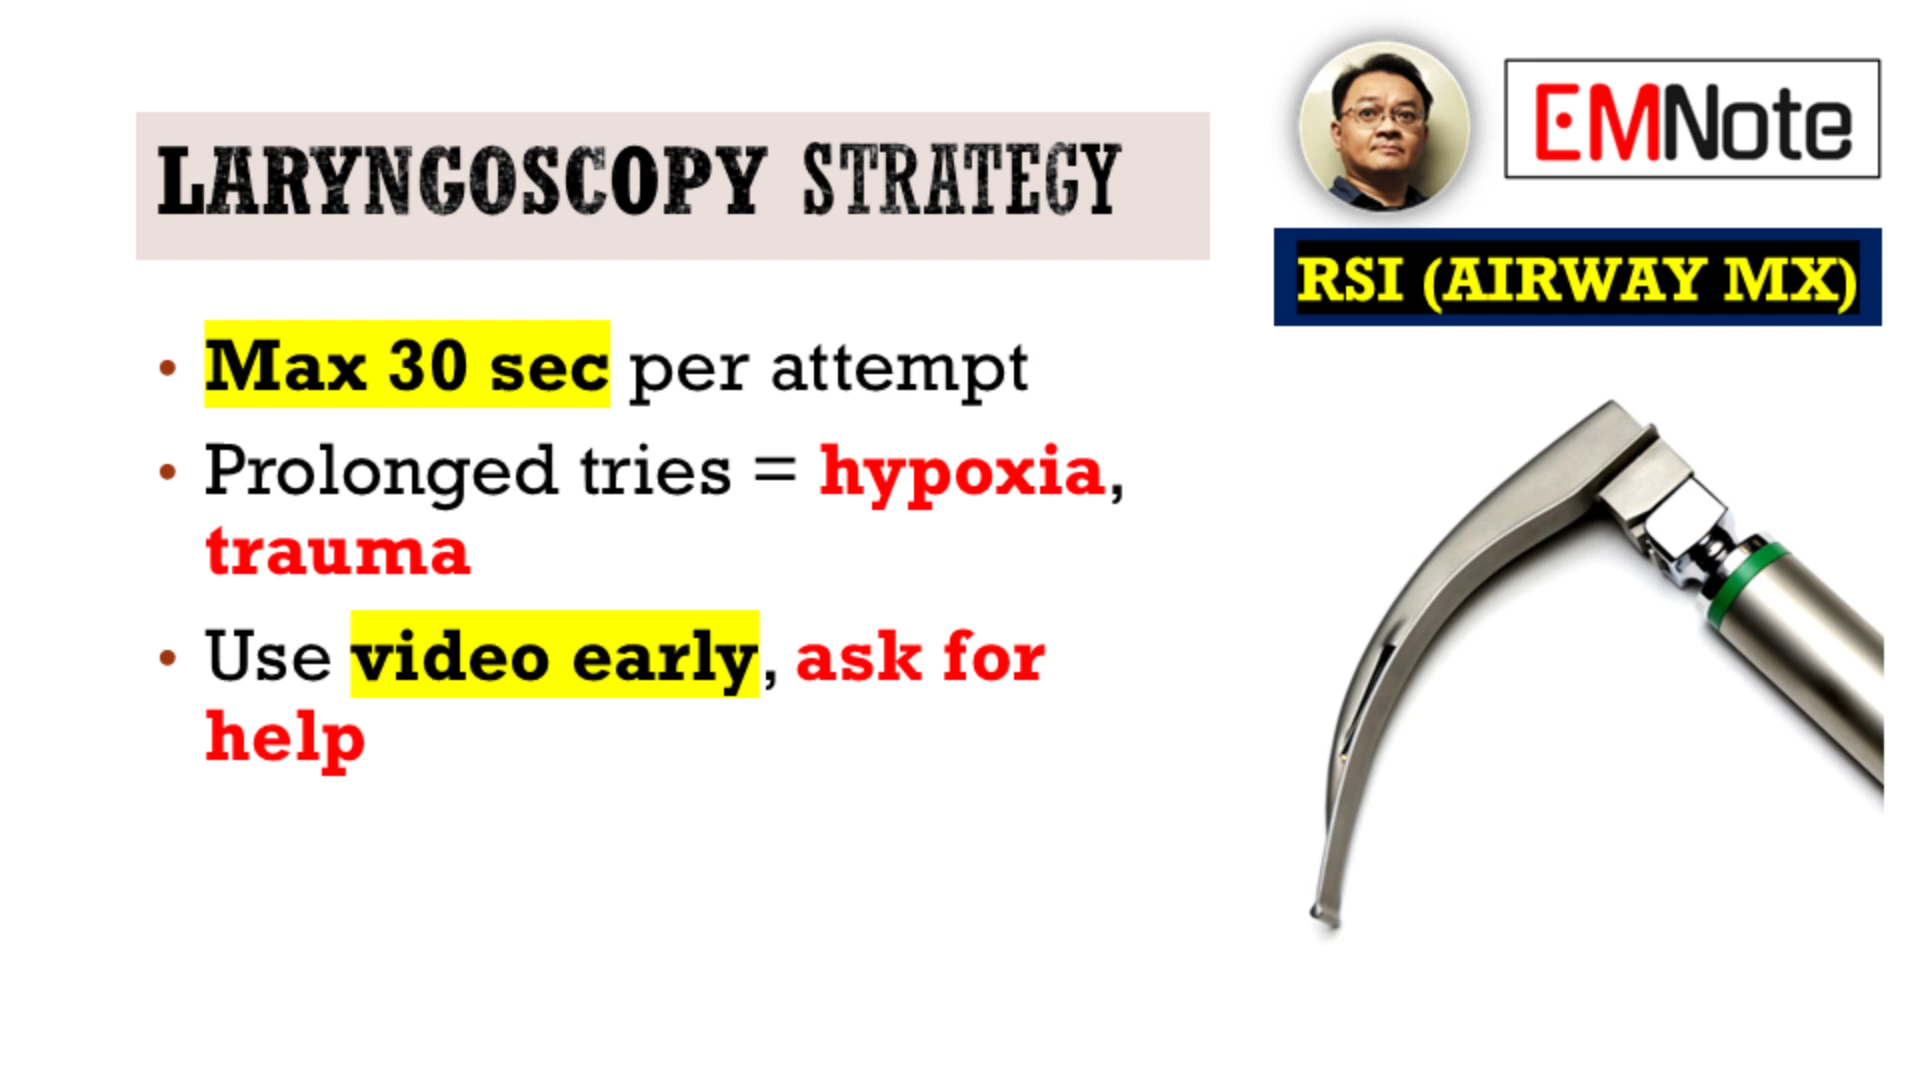 LARYNGOSCOPY STRATEGY
EMNote
RSI (AIRWAY MX)
• Max 30 sec per attempt
• Prolonged tries = hypoxia,
trauma
• Use video early, ask for
help